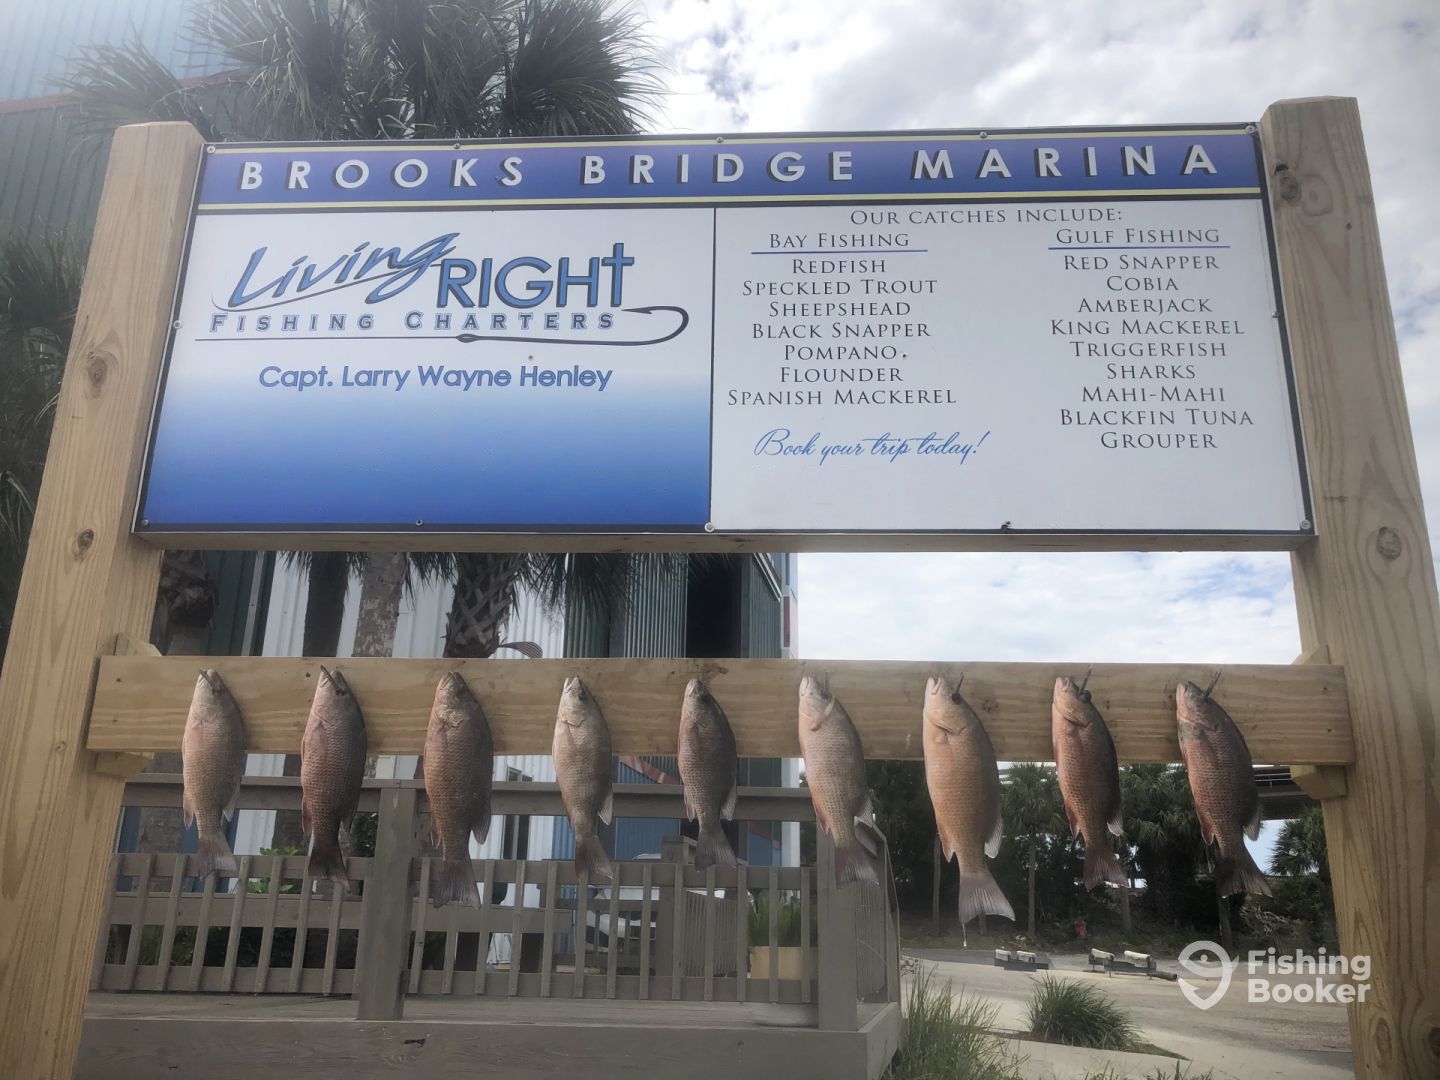 BROOKS BRIDGE MARINA
Living RIGHt
FISHING CHARTERS
Capt. Larry Wayne Henley
OUR CATCHES INCLUDE:
BAY FISHING
REDFISH
SPECKLED TROUT
SHEEPSHEAD
BLACK SNAPPER
POMPANO
FLOUNDER
SPANISH MACKEREL
Book your trip today!
GULF FISHING
RED SNAPPER
COBIA
AMBERJACK
KING MACKEREL
TRIGGERFISH
SHARKS
MAHI-MAHI
BLACKFIN TUNA
GROUPER
Fishing
Booker